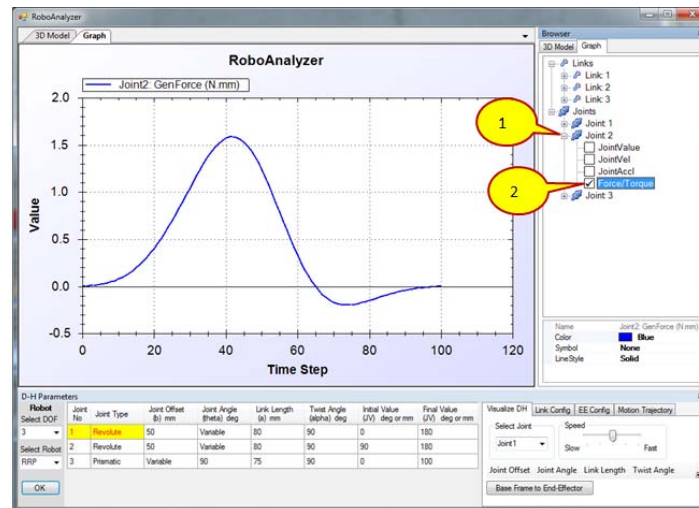 RoboAnalyzer
3D Model Graph
RoboAnalyzer
Joint2: GenForce (N.mm)
Value
2.0
1.5
1.0
0.5
0.0
-0.5
0 20 40 60 80 100 120
Time Step
Browser
3D Model Graph
Links
Link: 1
Link: 2
Link: 3
Joints
Joint 1
Joint 2
JointValue
JointVel
JointAccl
Force/Torque
Joint 3
1
2
Name Joint2: GenForce (N.mm)
Color Blue
Symbol None
LineStyle Solid
D-H Parameters
Robot
Select DOF
3
Select Robot
RRP
OK
Joint No Joint Type Joint Offset (b) mm Joint Angle (theta) deg Link Length (a) mm Twist Angle (alpha) deg Initial Value (JV) deg or mm Final Value (JV) deg or mm
1 Revolute 50 Variable 80 90 0 180
2 Revolute 50 Variable 80 90 90 180
3 Prismatic Variable 90 75 90 0 100
Visualize DH Link Config EE Config Motion Trajectory
Select Joint
Joint1
Speed
Slow Fast
Joint Offset Joint Angle Link Length Twist Angle
Base Frame to End-Effector